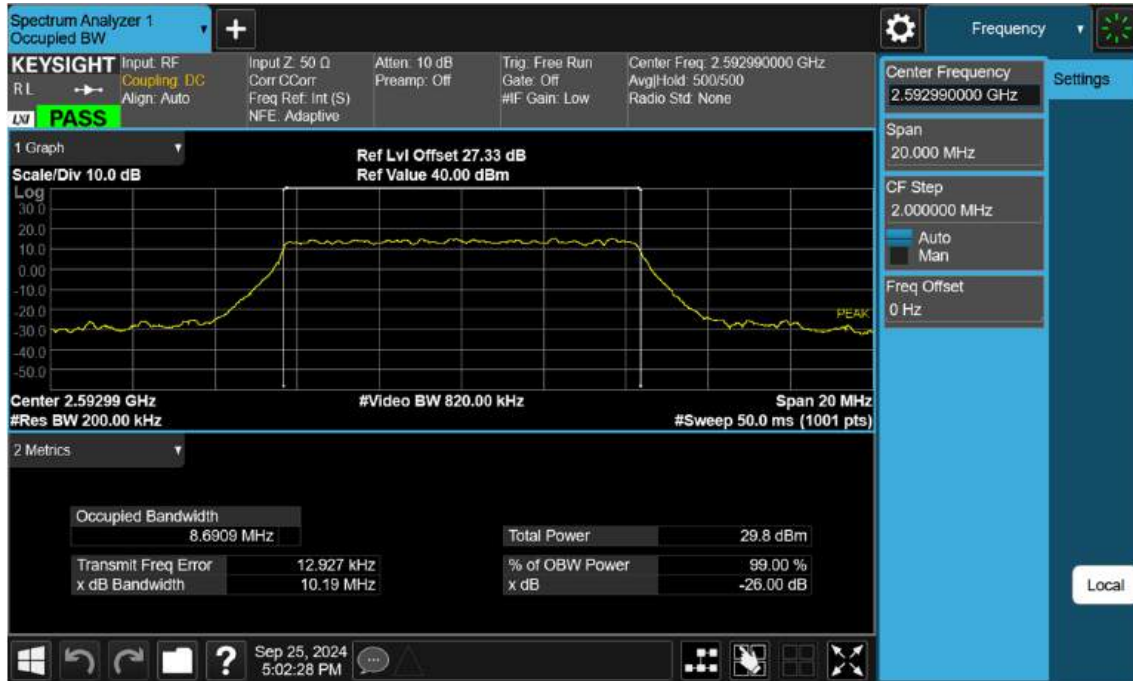 Spectrum Analyzer 1
Occupied BW
+
Frequency
KEYSIGHT
R L
LXI PASS
Input: RF
Coupling: DC
Align: Auto
Input Z: 50 Ω
Corr CCorr
Freq Ref: Int (S)
NFE: Adaptive
Atten: 10 dB
Preamp: Off
Trig: Free Run
Gate: Off
#IF Gain: Low
Center Freq: 2.592990000 GHz
Avg|Hold: 500/500
Radio Std: None
Center Frequency
2.592990000 GHz
Settings
Span
20.000 MHz
CF Step
2.000000 MHz
Auto
Man
Freq Offset
0 Hz
Local
1 Graph
Scale/Div 10.0 dB
Ref Lvl Offset 27.33 dB
Ref Value 40.00 dBm
Log
30.0
20.0
10.0
0.00
-10.0
-20.0
-30.0
-40.0
-50.0
PEAK
Center 2.59299 GHz
#Video BW 820.00 kHz
Span 20 MHz
#Res BW 200.00 kHz
#Sweep 50.0 ms (1001 pts)
2 Metrics
Occupied Bandwidth
8.6909 MHz
Total Power 29.8 dBm
Transmit Freq Error 12.927 kHz
% of OBW Power 99.00 %
x dB Bandwidth 10.19 MHz
x dB -26.00 dB
?
Sep 25, 2024
5:02:28 PM